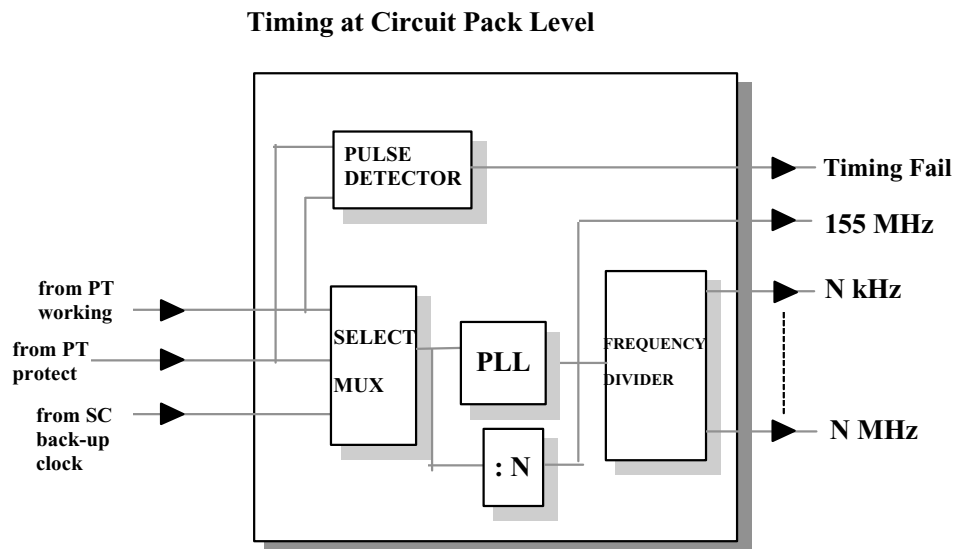 Timing at Circuit Pack Level
PULSE
DETECTOR
Timing Fail
155 MHz
from PT
working
N kHz
SELECT
MUX
PLL
FREQUENCY
DIVIDER
from PT
protect
from SC
back-up
clock
: N
N MHz